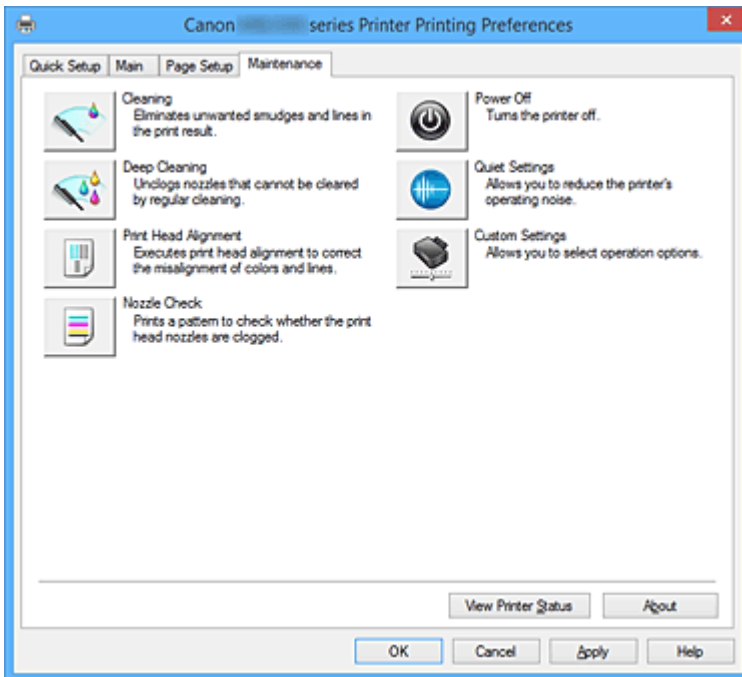 Canon series Printer Printing Preferences
Quick Setup Main Page Setup Maintenance
Cleaning
Eliminates unwanted smudges and lines in
the print result.
Deep Cleaning
Unclogs nozzles that cannot be cleared
by regular cleaning.
Print Head Alignment
Executes print head alignment to correct
the misalignment of colors and lines.
Nozzle Check
Prints a pattern to check whether the print
head nozzles are clogged.
Power Off
Turns the printer off.
Quiet Settings
Allows you to reduce the printer's
operating noise.
Custom Settings
Allows you to select operation options.
View Printer Status About
OK Cancel Apply Help